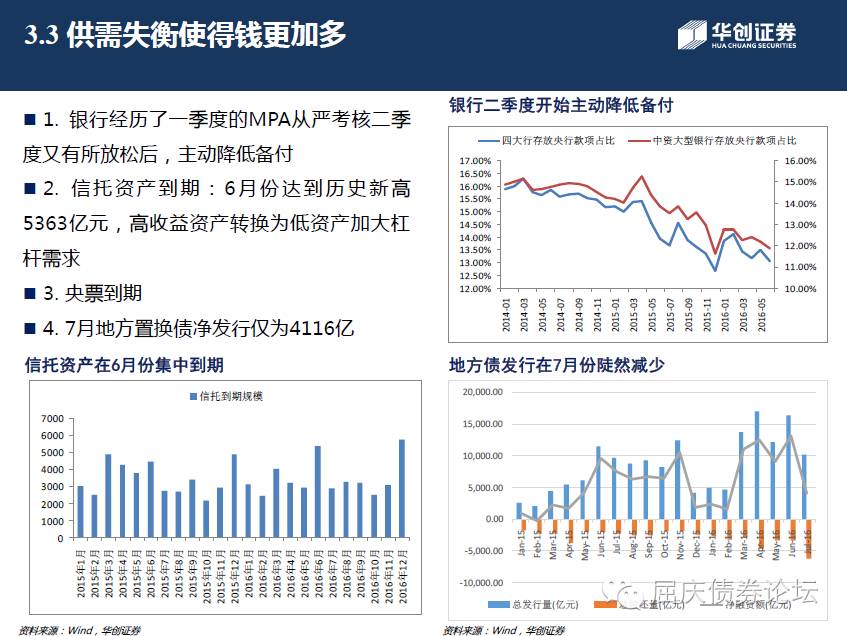 3.3 供需失衡使得钱更加多
华创证券
HUA CHUANG SECURITIES
■ 1. 银行经历了一季度的MPA从严考核二季
度又有所放松后，主动降低备付
■ 2. 信托资产到期：6月份达到历史新高
5363亿元，高收益资产转换为低资产加大杠
杆需求
■ 3. 央票到期
■ 4. 7月地方置换债净发行仅为4116亿
银行二季度开始主动降低备付
四大行存放央行款项占比 中资大型银行存放央行款项占比
17.00% 16.00%
16.50% 15.00%
16.00% 14.00%
15.50% 13.00%
15.00% 12.00%
14.50% 11.00%
14.00% 10.00%
13.50%
13.00%
12.50%
12.00%
2014-01 2014-03 2014-05 2014-07 2014-09 2014-11 2015-01 2015-03 2015-05 2015-07 2015-09 2015-11 2016-01 2016-03 2016-05
信托资产在6月份集中到期
信托到期规模
7000
6000
5000
4000
3000
2000
1000
0
2015年1月 2015年2月 2015年3月 2015年4月 2015年5月 2015年6月 2015年7月 2015年8月 2015年9月 2015年10月 2015年11月 2015年12月 2016年1月 2016年2月 2016年3月 2016年4月 2016年5月 2016年6月 2016年7月 2016年8月 2016年9月 2016年10月 2016年11月 2016年12月
资料来源：Wind，华创证券
地方债发行在7月份陡然减少
20,000.00
15,000.00
10,000.00
5,000.00
0.00
-5,000.00
-10,000.00
Jan-15 Feb-15 Mar-15 Apr-15 May-15 Jun-15 Jul-15 Aug-15 Sep-15 Oct-15 Nov-15 Dec-15 Jan-16 Feb-16 Mar-16 Apr-16 May-16 Jun-16 Jul-16
总发行量(亿元) 总偿还量(亿元) 净融资额(亿元)
屈庆债券论坛
资料来源：Wind，华创证券